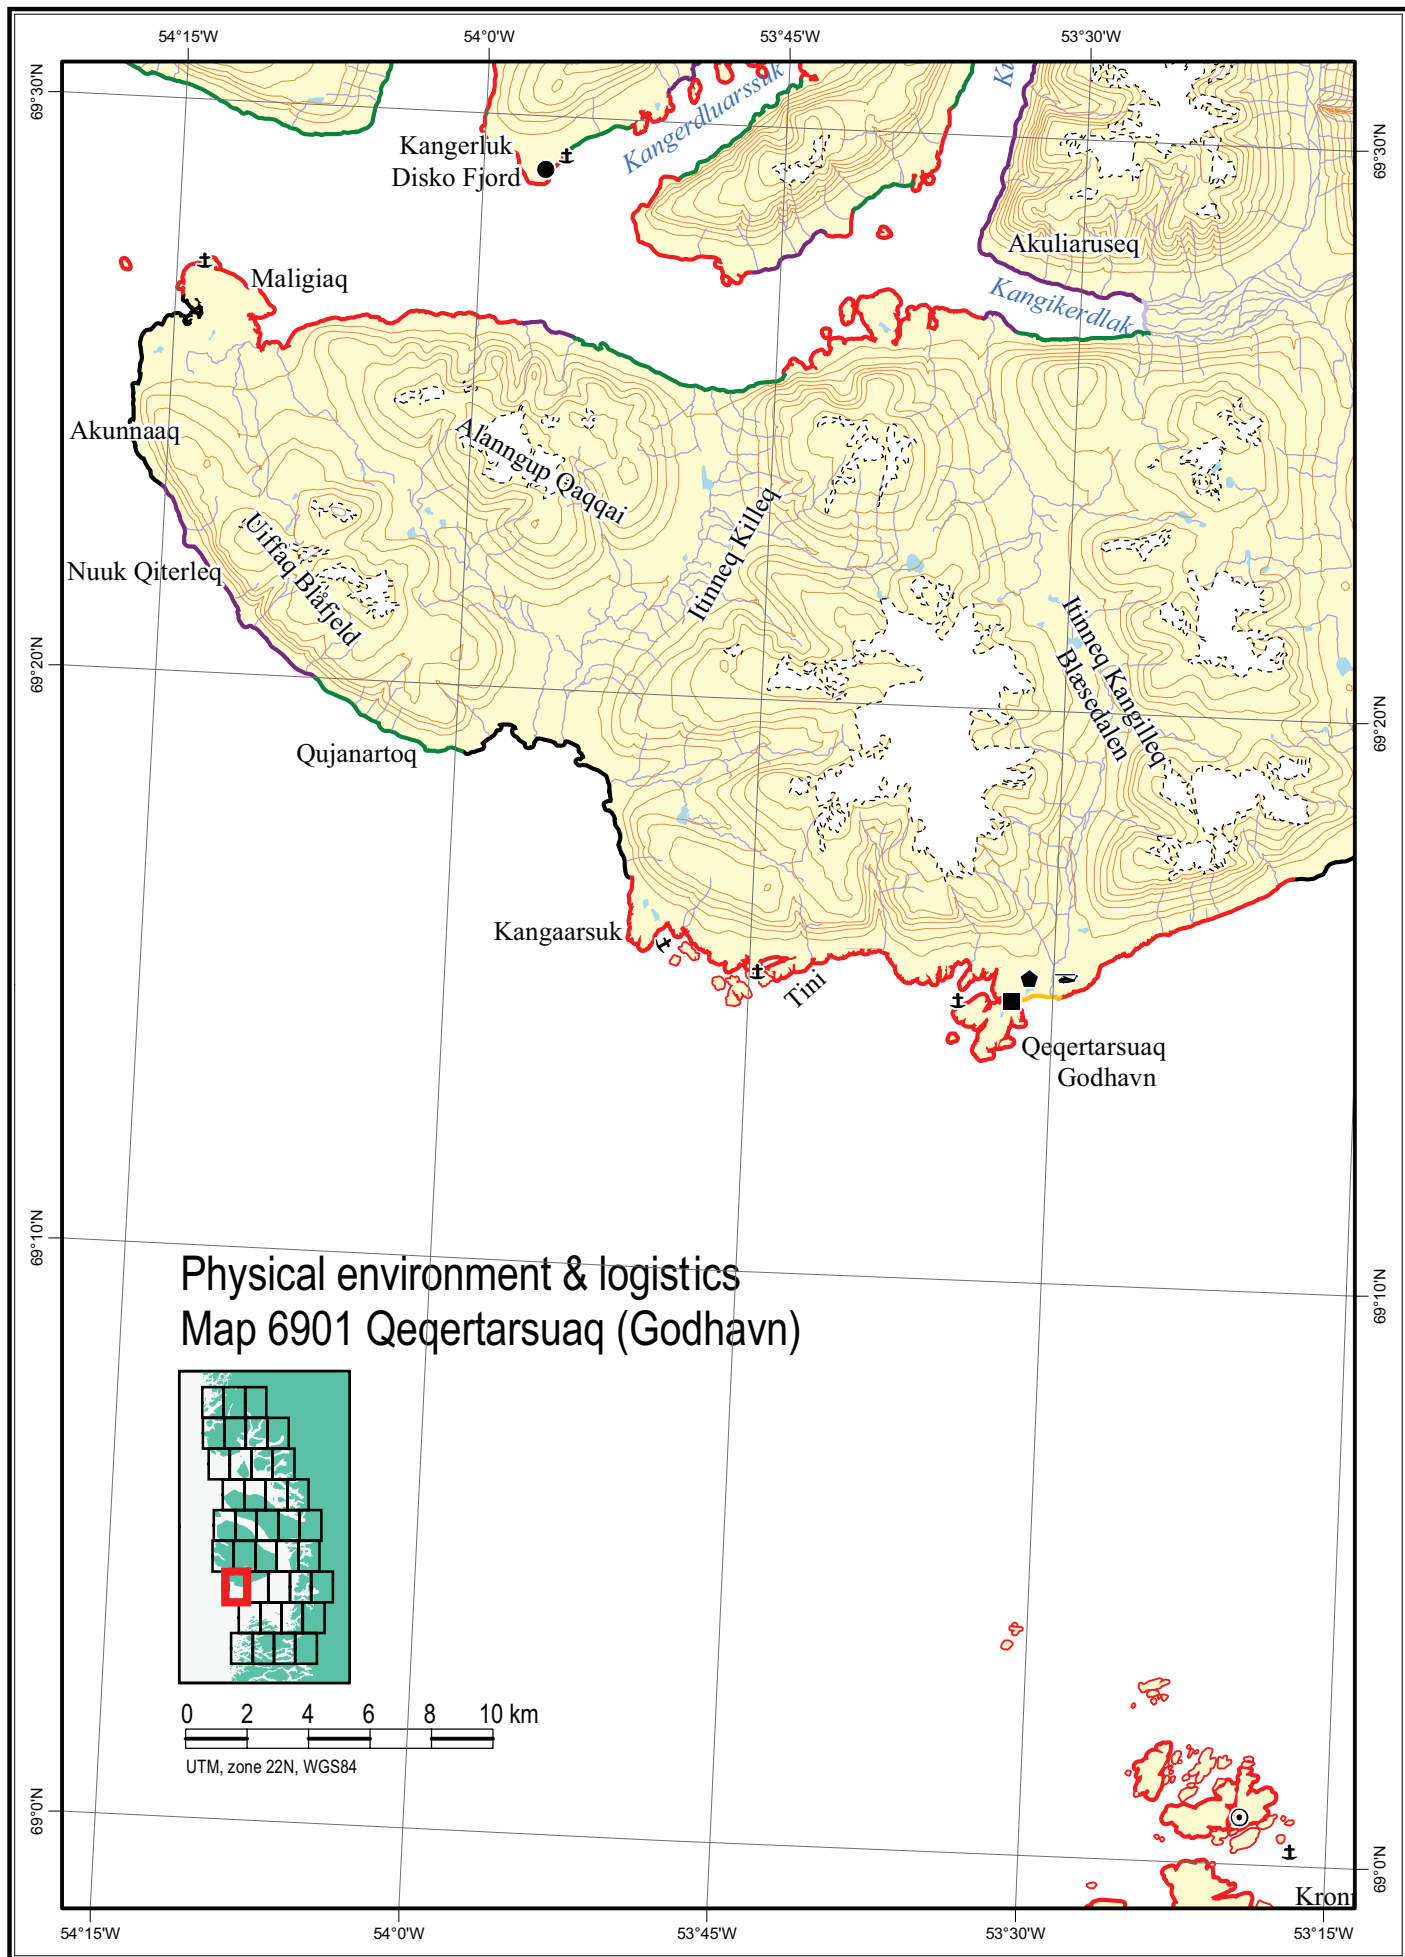 54°15'W
54°0'W
53°45'W
53°30'W
69°30'N
69°30'N
Kangerdluarssuk
Kangerluk
Disko Fjord
Akuliaruseq
Maligiaq
Kangikerdlak
Akunnaaq
Alanngup Qaqqai
Itinneq Killeq
Uiffaq Blåfjeld
Nuuk Qiterleq
Itinneq Kangilleq
Blæsedalen
69°20'N
69°20'N
Qujanartoq
Kangaarsuk
Tini
Qeqertarsuaq
Godhavn
69°10'N
69°10'N
Physical environment & logistics
Map 6901 Qeqertarsuaq (Godhavn)
0 2 4 6 8 10 km
UTM, zone 22N, WGS84
69°0'N
69°0'N
54°15'W
54°0'W
53°45'W
53°30'W
53°15'W